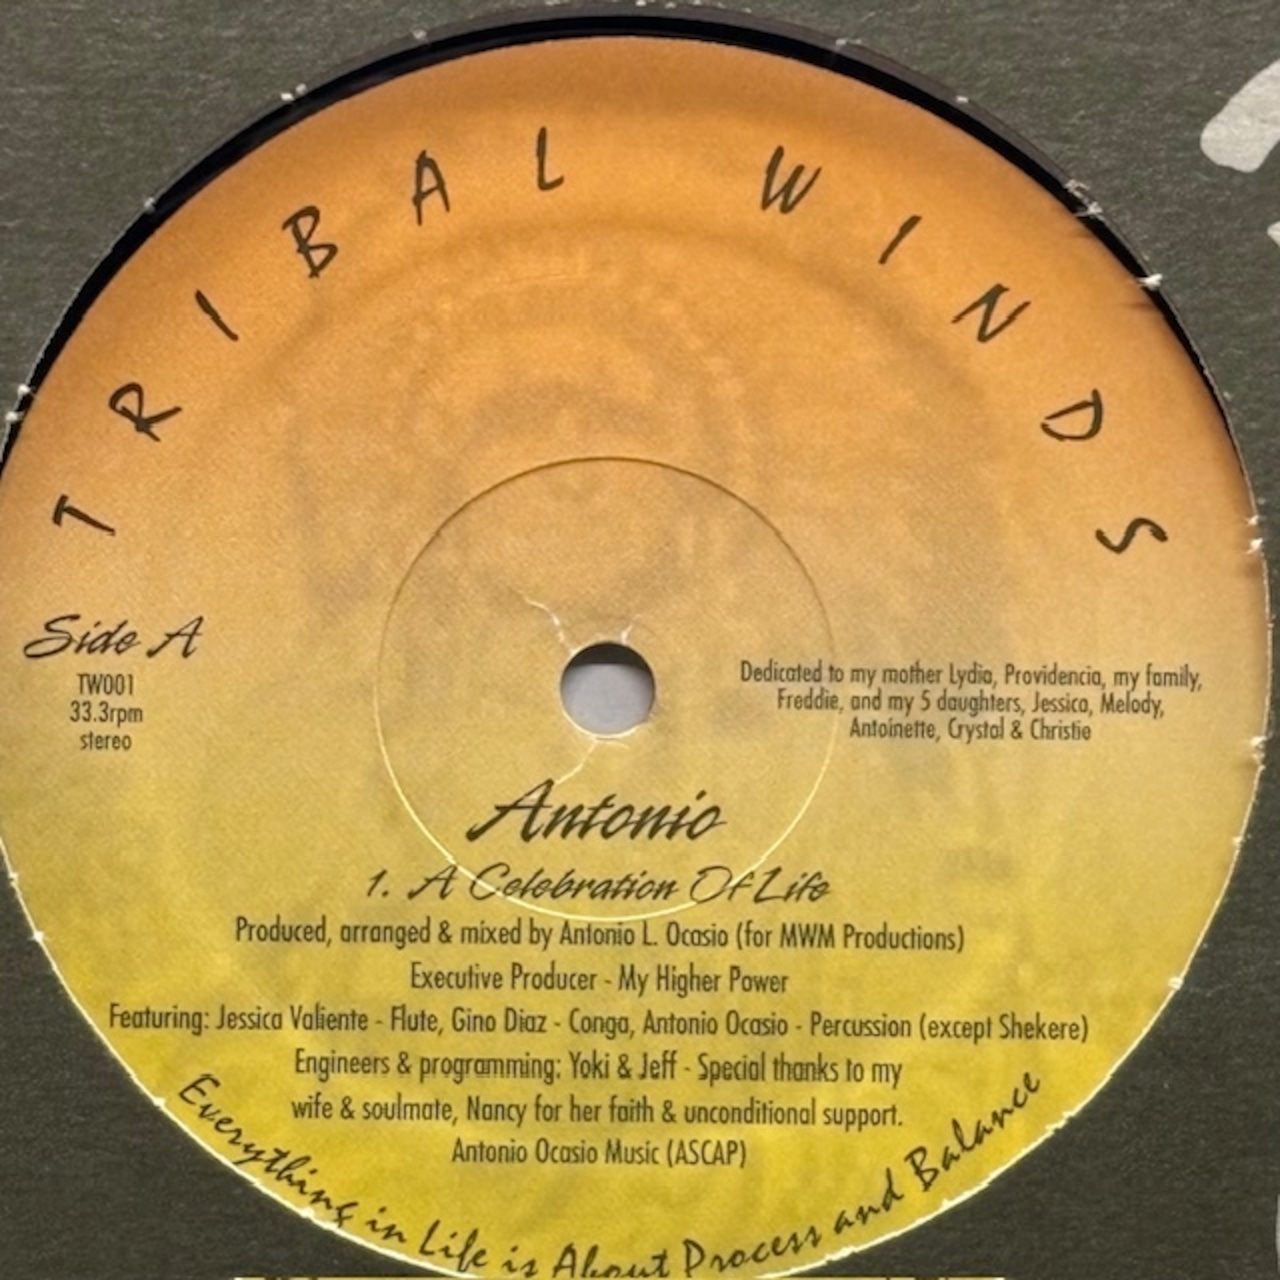 TRIBAL WINDS
Side A
TW001
33.3rpm
stereo
Dedicated to my mother Lydia, Providencia, my family,
Freddie, and my 5 daughters, Jessica, Melody,
Antoinette, Crystal & Christie
Antonio
1. A Celebration Of Life
Produced, arranged & mixed by Antonio L. Ocasio (for MWM Productions)
Executive Producer - My Higher Power
Featuring: Jessica Valiente - Flute, Gino Diaz - Conga, Antonio Ocasio - Percussion (except Shekere)
Engineers & programming: Yoki & Jeff - Special thanks to my
wife & soulmate, Nancy for her faith & unconditional support.
Antonio Ocasio Music (ASCAP)
Everything in Life is About Process and Balance